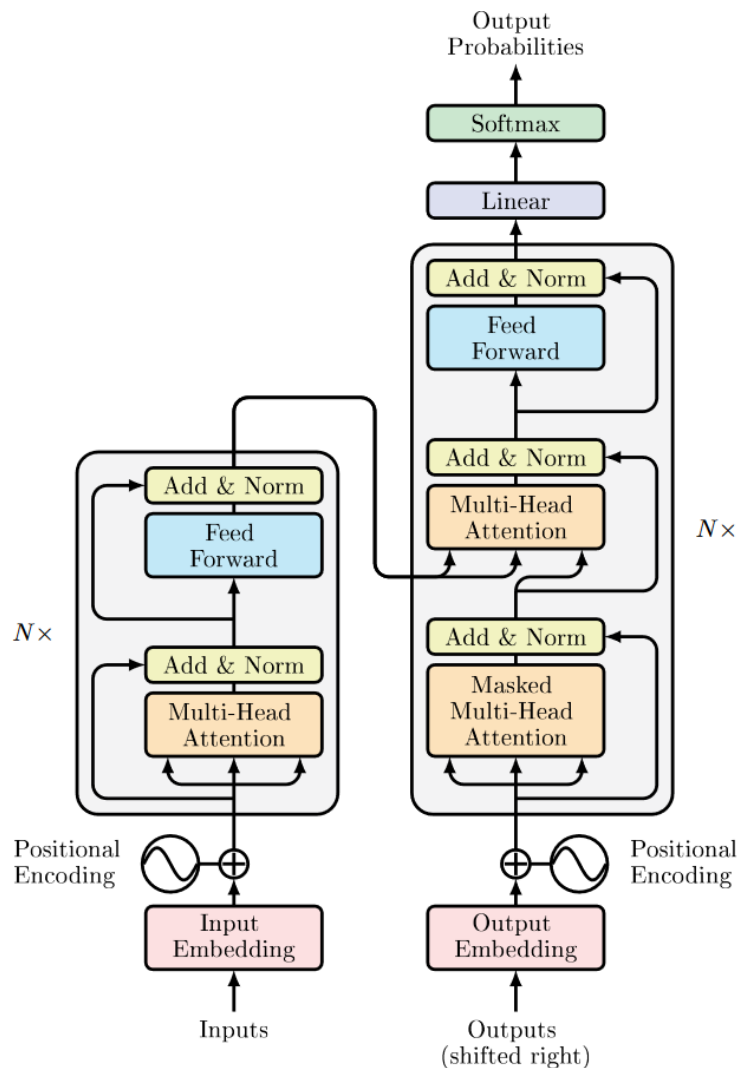 Output
Probabilities
Softmax
Linear
Add & Norm
Feed
Forward
Add & Norm
Multi-Head
Attention
N×
Add & Norm
Masked
Multi-Head
Attention
Positional
Encoding
Output
Embedding
Outputs
(shifted right)
Add & Norm
Feed
Forward
N×
Add & Norm
Multi-Head
Attention
Positional
Encoding
Input
Embedding
Inputs